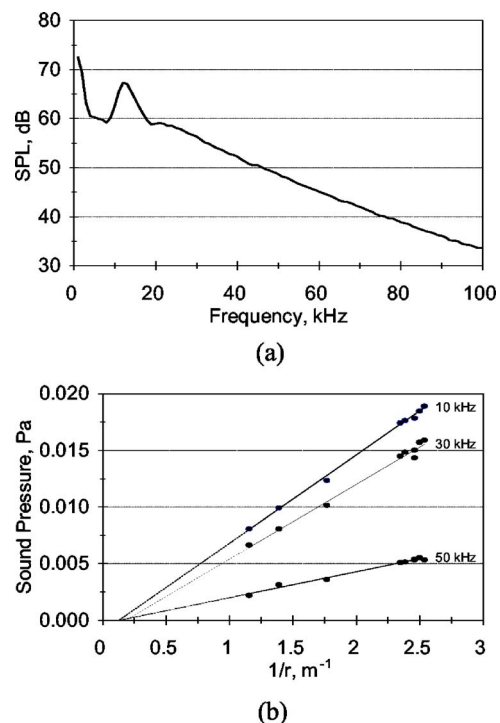 80
70
60
50
40
30
SPL, dB
0 20 40 60 80 100
Frequency, kHz
(a)
0.020
0.015
0.010
0.005
0.000
Sound Pressure, Pa
10 kHz
30 kHz
50 kHz
0 0.5 1 1.5 2 2.5 3
1/r, m⁻¹
(b)